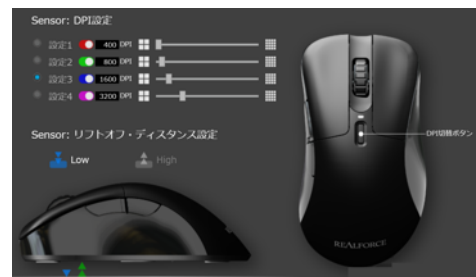 Sensor: DPI設定
設定1 400 DPI
設定2 800 DPI
設定3 1600 DPI
設定4 3200 DPI
Sensor: リフトオフ・ディスタンス設定
Low High
DPI切替ボタン
REALFORCE